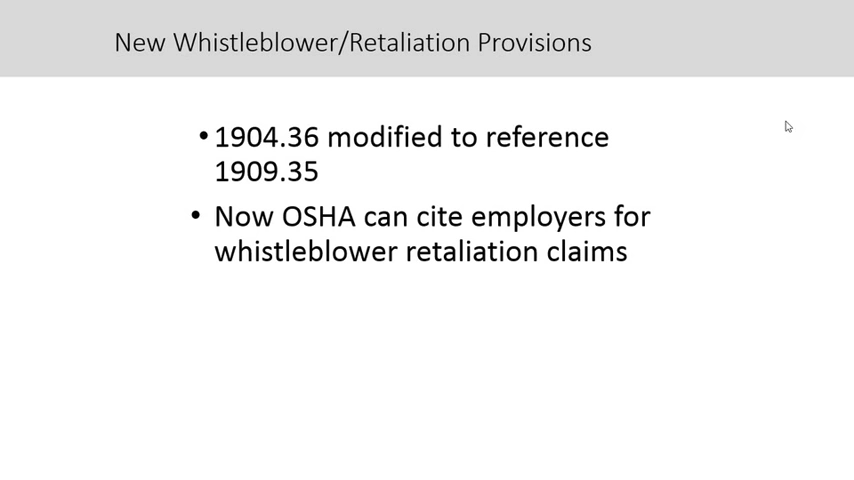 New Whistleblower/Retaliation Provisions
• 1904.36 modified to reference
1909.35
• Now OSHA can cite employers for
whistleblower retaliation claims